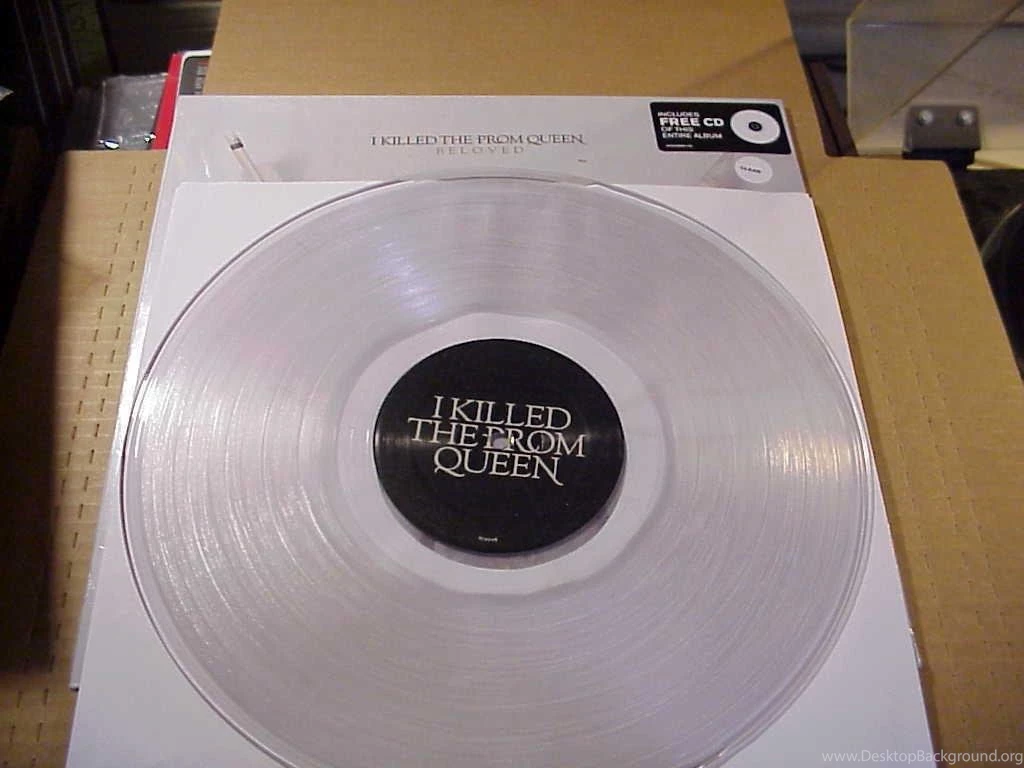 I KILLED THE PROM QUEEN
BELOVED
INCLUDES
FREE CD
OF THIS
ENTIRE ALBUM
I KILLED
THE PROM
QUEEN
www.DesktopBackground.org